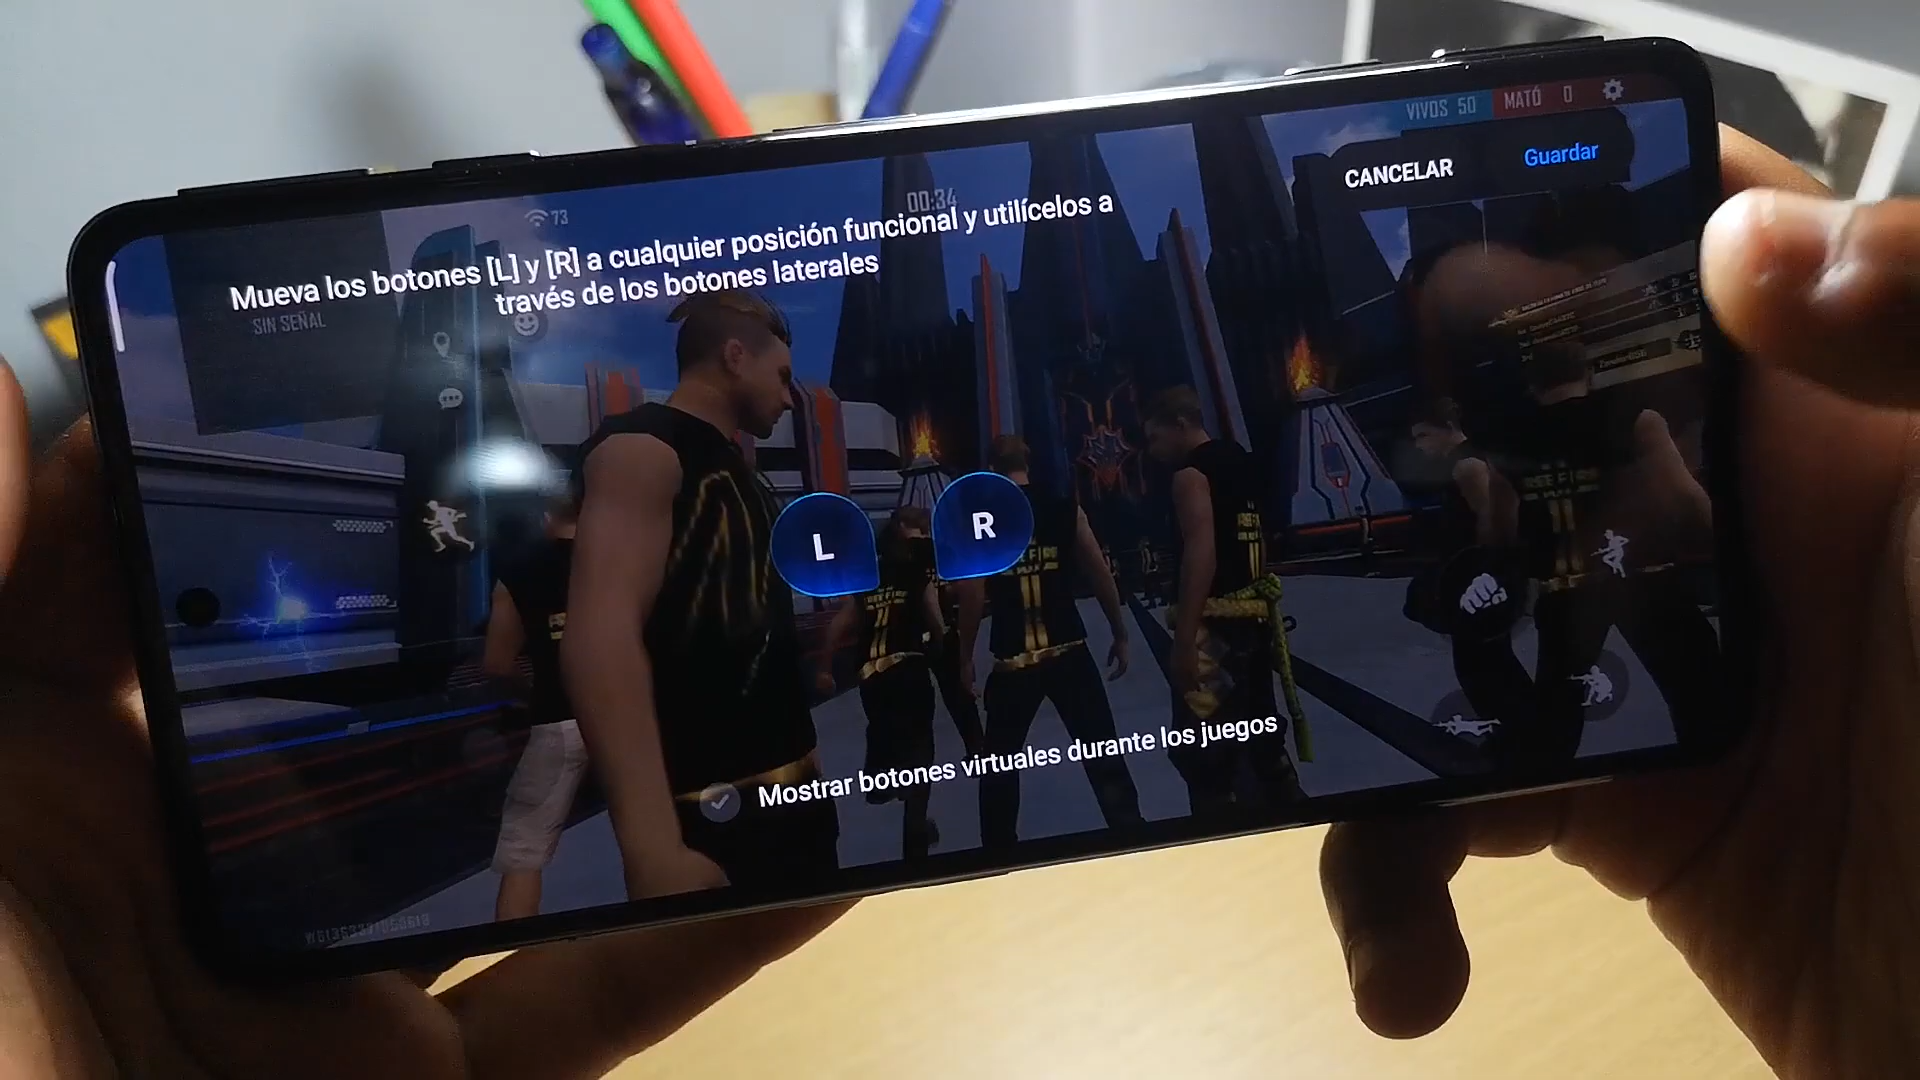 VIVOS 50 MATÓ 0
CANCELAR Guardar
73
00:34
Mueva los botones [L] y [R] a cualquier posición funcional y utilícelos a
través de los botones laterales
SIN SEÑAL
L R
Mostrar botones virtuales durante los juegos